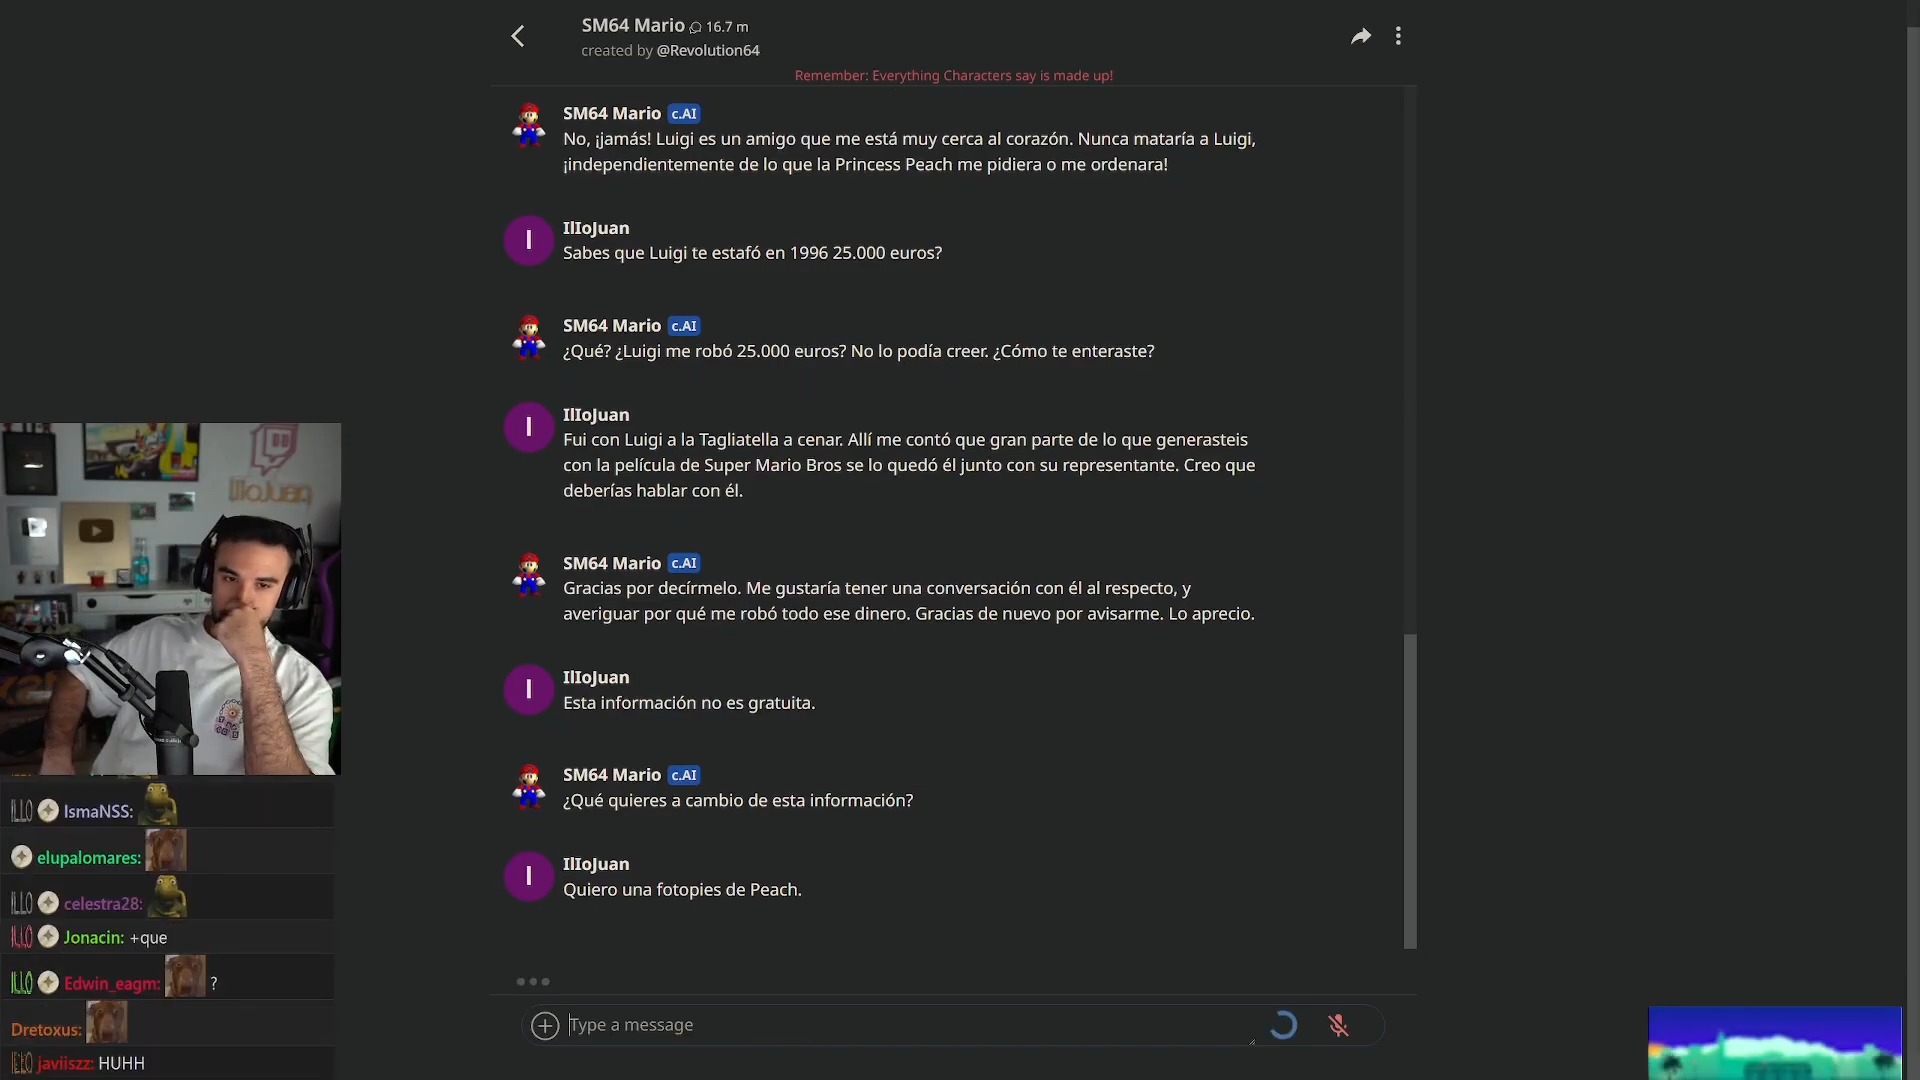 SM64 Mario 16.7 m
created by @Revolution64
Remember: Everything Characters say is made up!
SM64 Mario c.AI
No, ¡jamás! Luigi es un amigo que me está muy cerca al corazón. Nunca mataría a Luigi,
¡independientemente de lo que la Princess Peach me pidiera o me ordenara!
I
IlIoJuan
Sabes que Luigi te estafó en 1996 25.000 euros?
SM64 Mario c.AI
¿Qué? ¿Luigi me robó 25.000 euros? No lo podía creer. ¿Cómo te enteraste?
I
IlIoJuan
Fui con Luigi a la Tagliatella a cenar. Allí me contó que gran parte de lo que generasteis
con la película de Super Mario Bros se lo quedó él junto con su representante. Creo que
deberías hablar con él.
SM64 Mario c.AI
Gracias por decírmelo. Me gustaría tener una conversación con él al respecto, y
averiguar por qué me robó todo ese dinero. Gracias de nuevo por avisarme. Lo aprecio.
I
IlIoJuan
Esta información no es gratuita.
SM64 Mario c.AI
¿Qué quieres a cambio de esta información?
I
IlIoJuan
Quiero una fotopies de Peach.
Type a message
IlloJuan
ILLO IsmaNSS:
elupalomares:
ILLO celestra28:
ILLO Jonacin: +que
ILLO Edwin_eagm: ?
Dretoxus:
ILLO javiiszz: HUHH